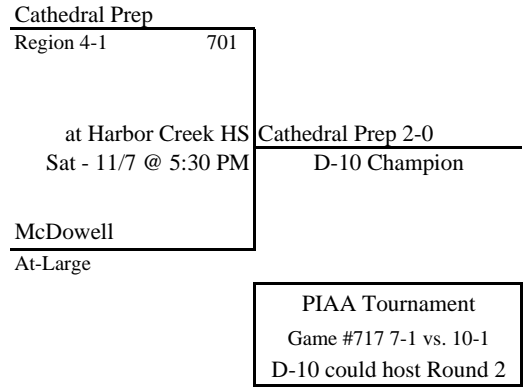 Cathedral Prep
Region 4-1 701
at Harbor Creek HS Cathedral Prep 2-0
Sat - 11/7 @ 5:30 PM D-10 Champion
McDowell
At-Large
PIAA Tournament
Game #717 7-1 vs. 10-1
D-10 could host Round 2